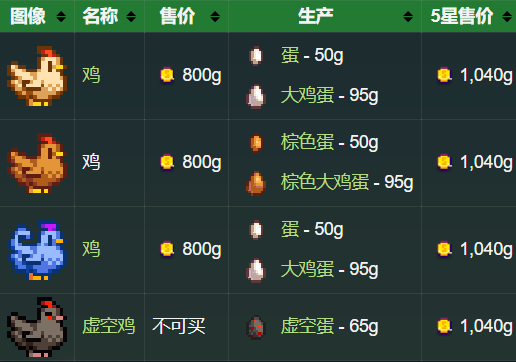 图像 名称 售价 生产 5星售价
鸡 800g 蛋 - 50g 1,040g
大鸡蛋 - 95g
鸡 800g 棕色蛋 - 50g 1,040g
棕色大鸡蛋 - 95g
鸡 800g 蛋 - 50g 1,040g
大鸡蛋 - 95g
虚空鸡 不可买 虚空蛋 - 65g 1,040g